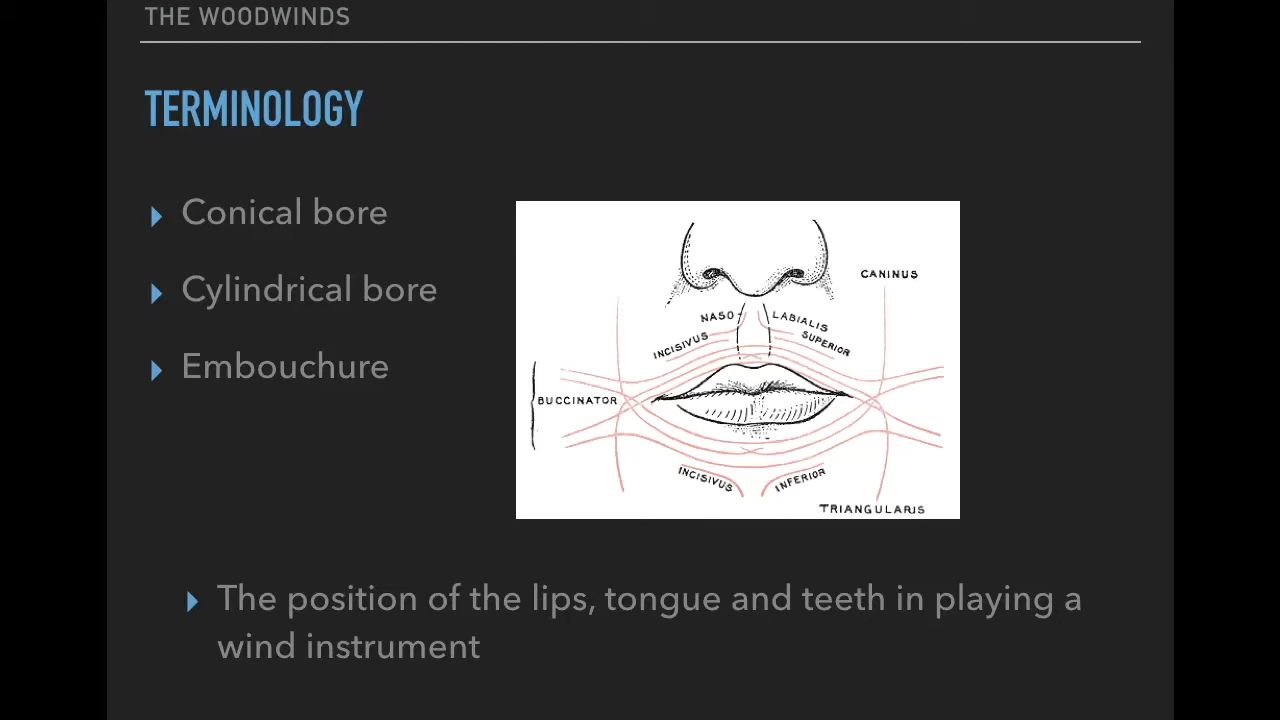 THE WOODWINDS
TERMINOLOGY
Conical bore
Cylindrical bore
Embouchure
CANINUS
NASO-
LABIALIS
SUPERIOR
INCISIVUS
BUCCINATOR
INCISIVUS
INFERIOR
TRIANGULARIS
The position of the lips, tongue and teeth in playing a
wind instrument